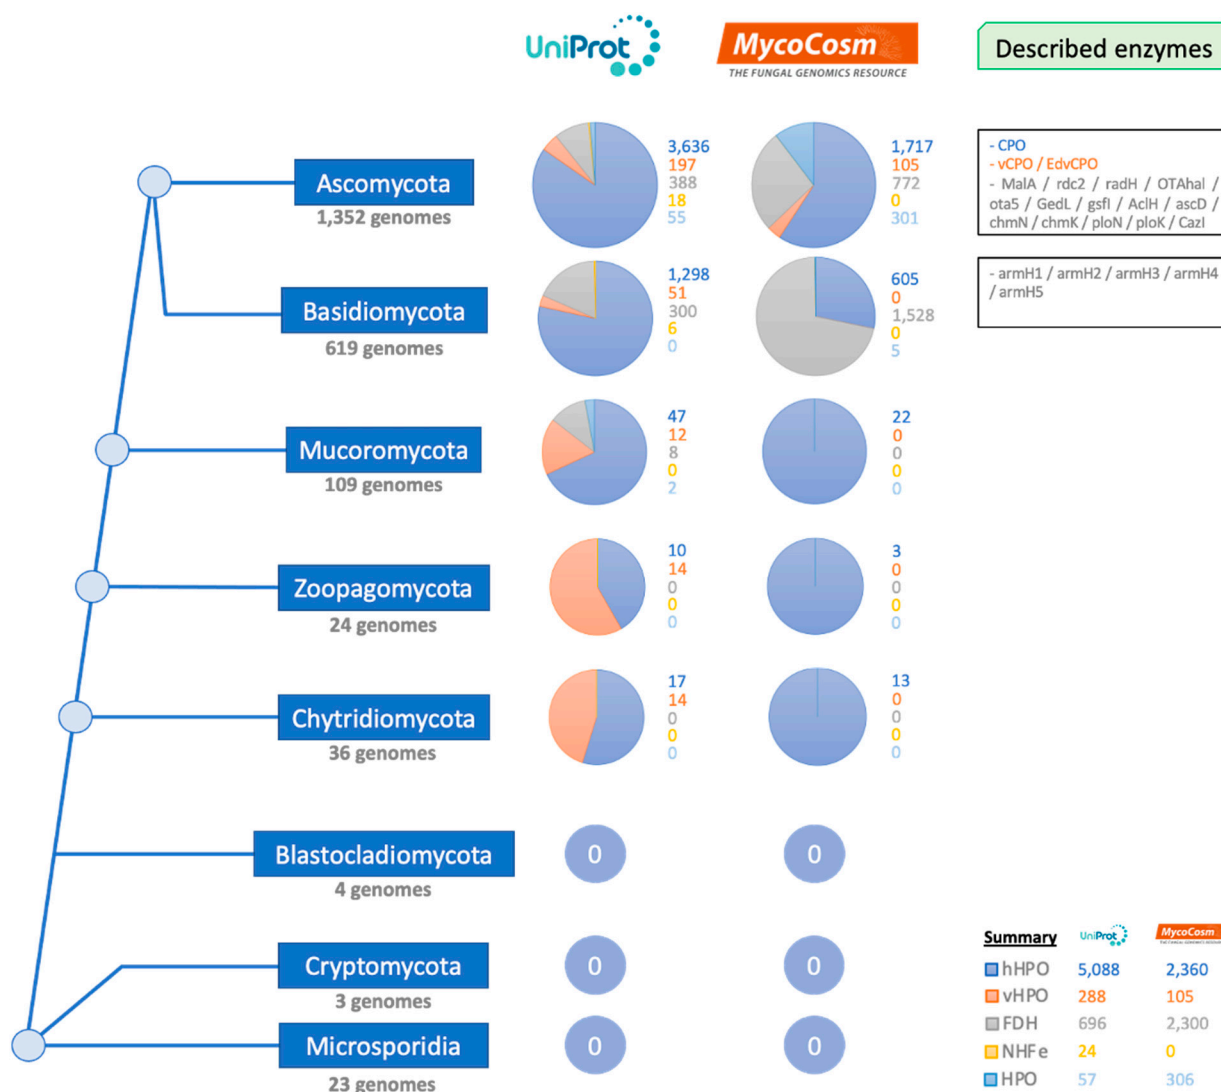 UniProt
MycoCosm
THE FUNGAL GENOMICS RESOURCE
Described enzymes
Ascomycota
1,352 genomes
3,636
197
388
18
55
1,717
105
772
0
301
- CPO
- vCPO / EdvCPO
- MalA / rdc2 / radH / OTAhal /
ota5 / GedL / gsfI / AclH / ascD /
chmN / chmK / ploN / ploK / CazI
Basidiomycota
619 genomes
1,298
51
300
6
0
605
0
1,528
0
5
- armH1 / armH2 / armH3 / armH4
/ armH5
Mucoromycota
109 genomes
47
12
8
0
2
22
0
0
0
0
Zoopagomycota
24 genomes
10
14
0
0
0
3
0
0
0
0
Chytridiomycota
36 genomes
17
14
0
0
0
13
0
0
0
0
Blastocladiomycota
4 genomes
0
0
Cryptomycota
3 genomes
0
0
Microsporidia
23 genomes
0
0
Summary UniProt MycoCosm
THE FUNGAL GENOMICS RESOURCE
hHPO 5,088 2,360
vHPO 288 105
FDH 696 2,300
NHFe 24 0
HPO 57 306